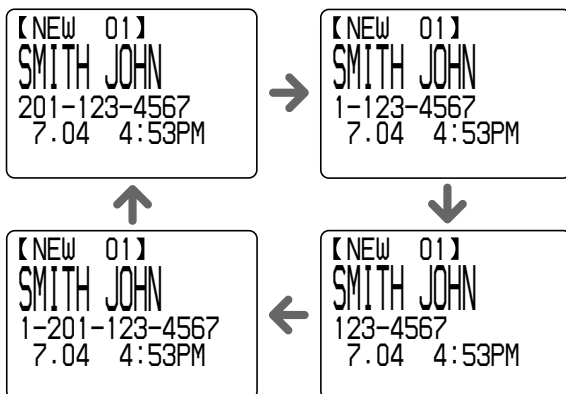 【NEW 01】
SMITH JOHN
201-123-4567
7.04 4:53PM
【NEW 01】
SMITH JOHN
1-123-4567
7.04 4:53PM
【NEW 01】
SMITH JOHN
1-201-123-4567
7.04 4:53PM
【NEW 01】
SMITH JOHN
123-4567
7.04 4:53PM